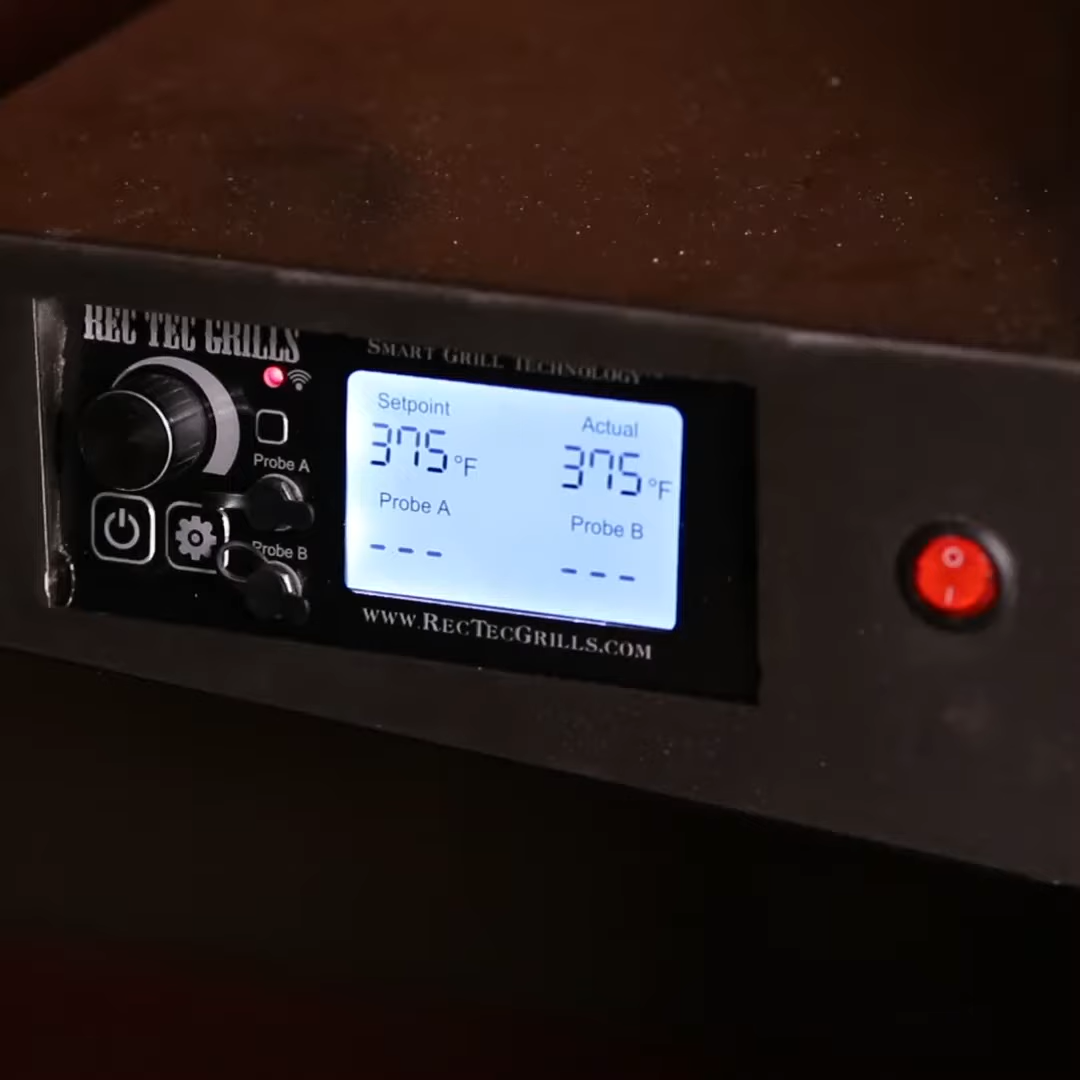 REC TEC GRILLS
SMART GRILL TECHNOLOGY™
Setpoint
375°F
Actual
375°F
Probe A
Probe A
---
Probe B
---
Probe B
WWW.RECTECGRILLS.COM
O
I